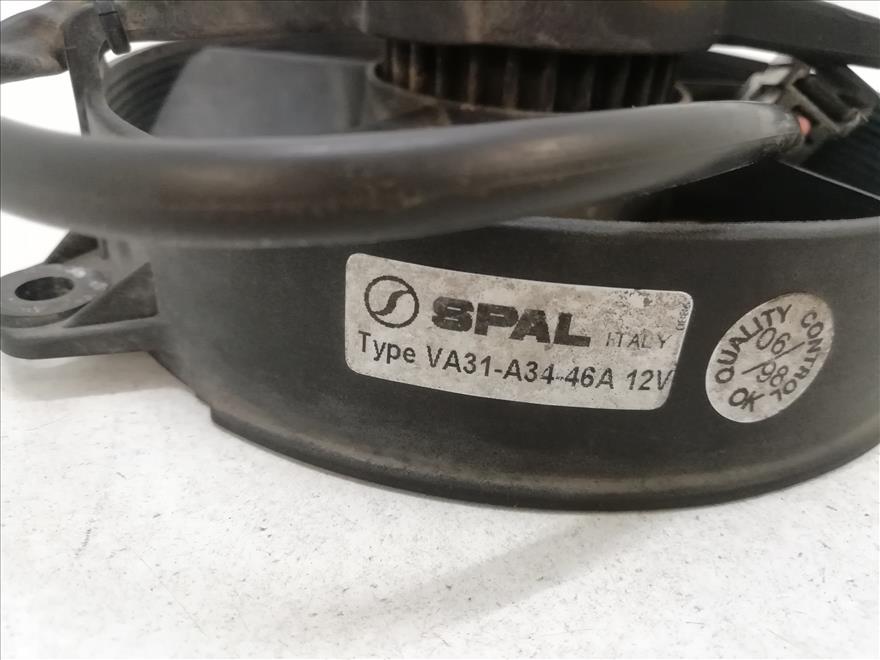 SPAL ITALY
Type VA31-A34-46A 12V
QUALITY CONTROL
06/
/98
OK